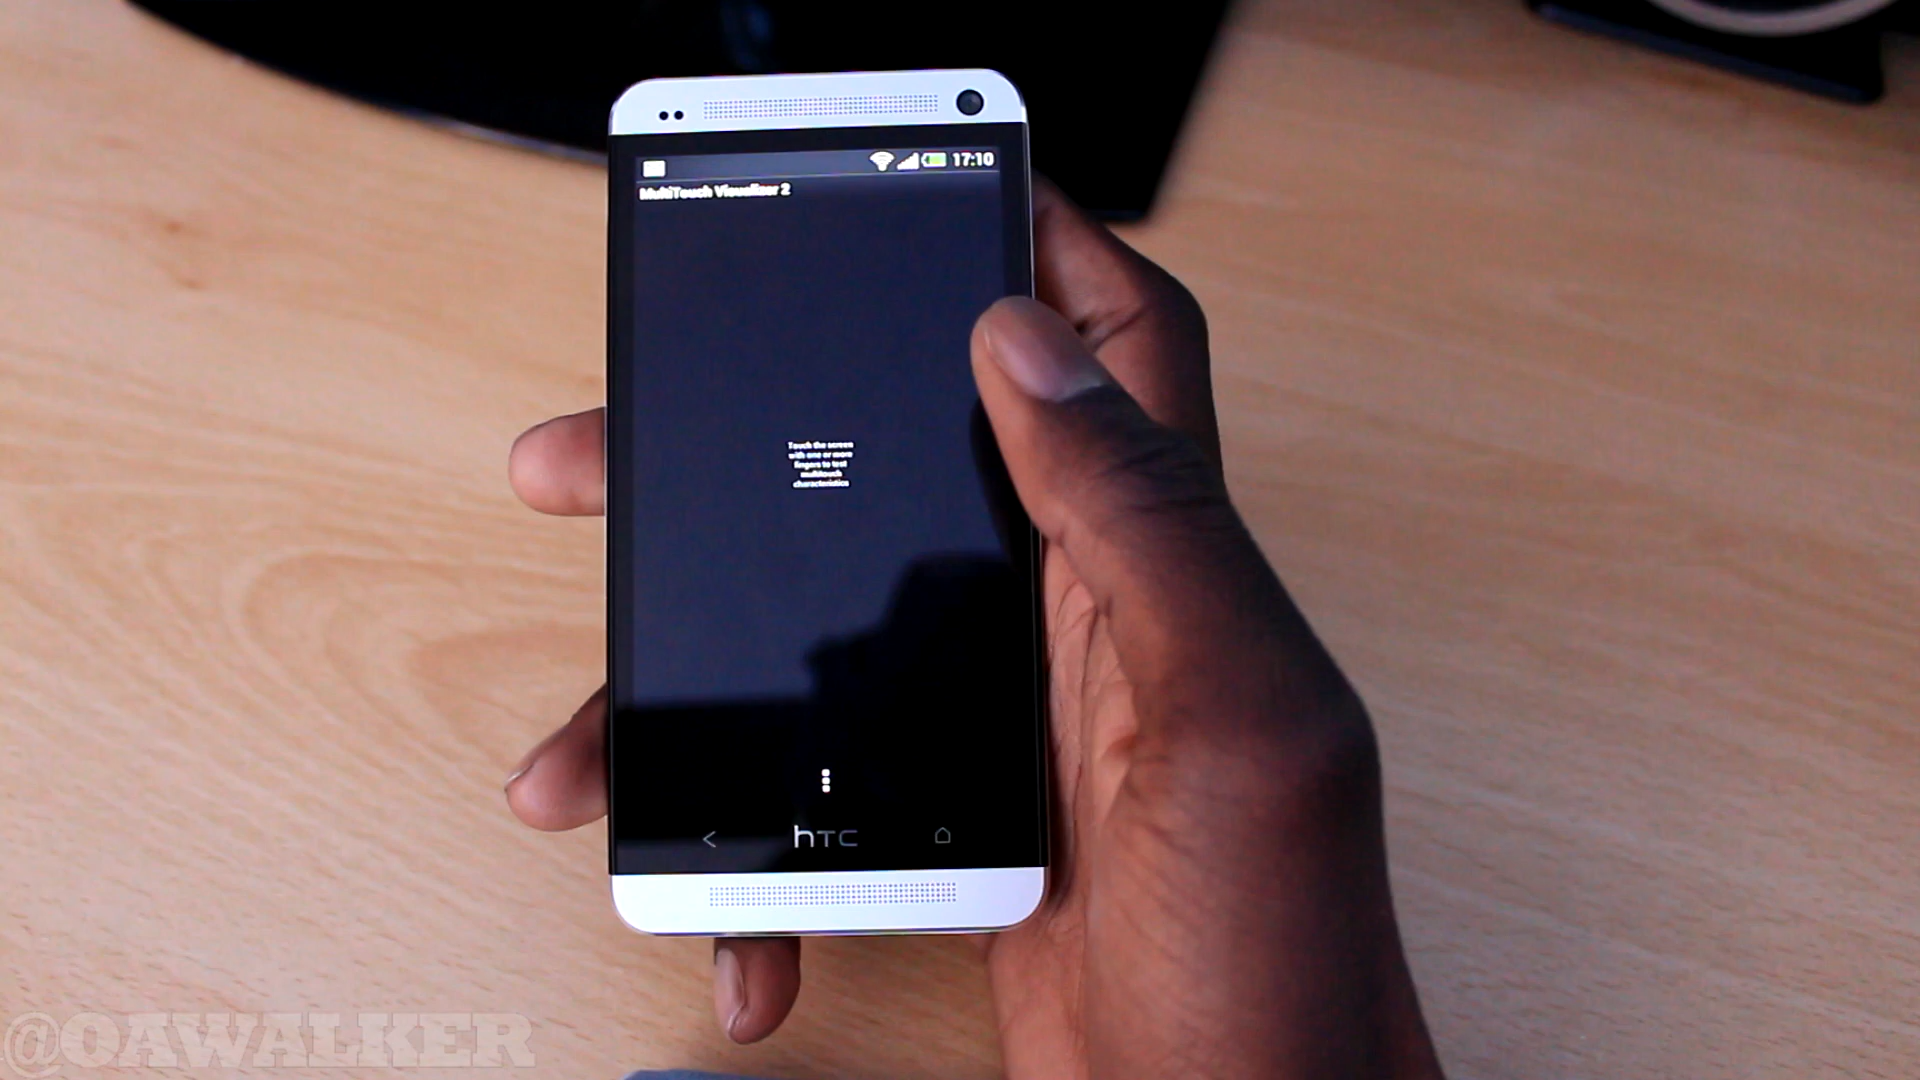 17:10
MultiTouch Visualizer 2
Touch the screen
with one or more
fingers to test
multitouch
characteristics
hTC
@OAWALKER